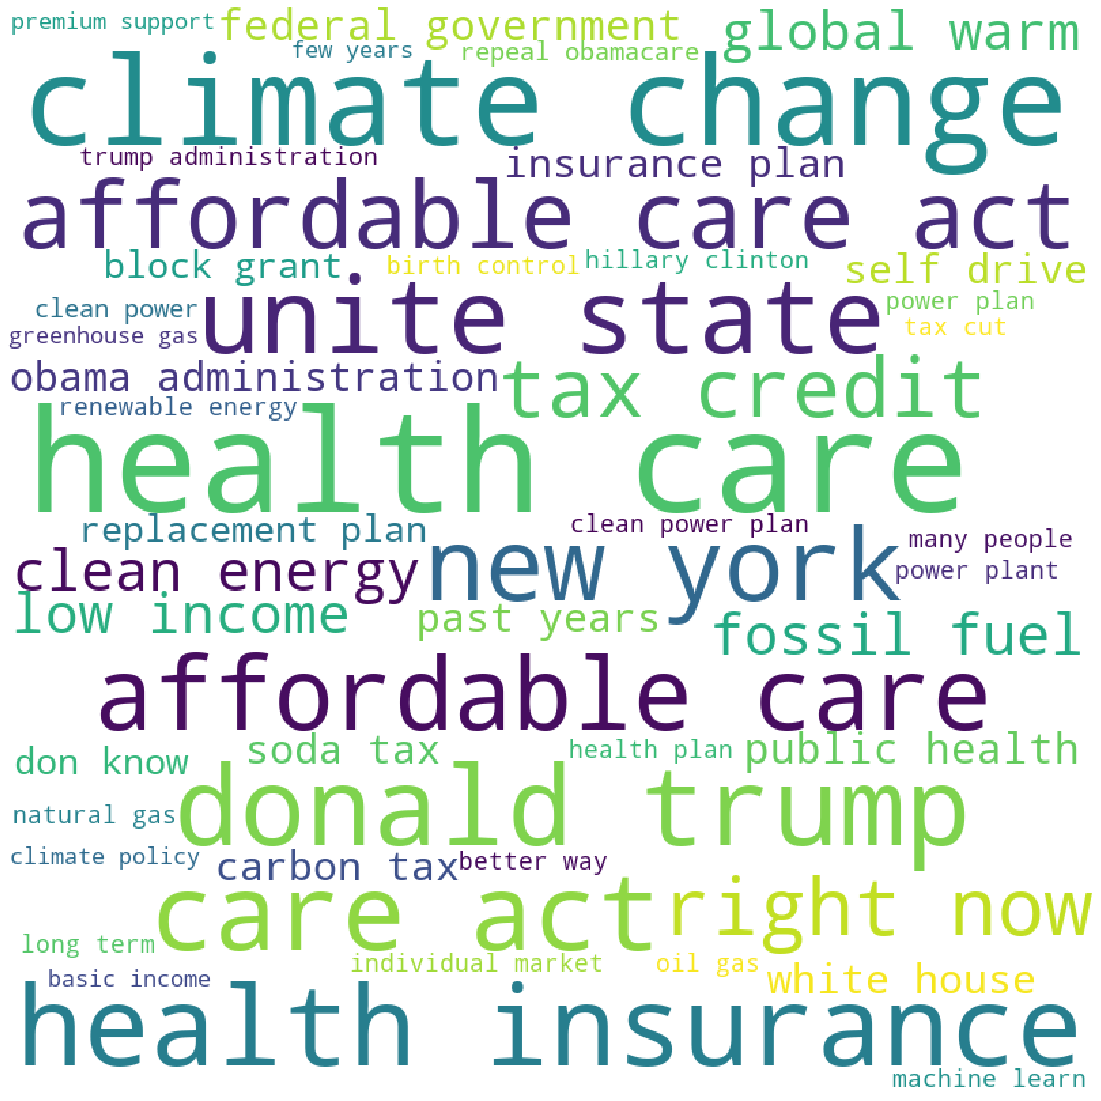 premium support federal government global warm
few years repeal obamacare
climate change
trump administration insurance plan
affordable care act
block grant birth control hillary clinton self drive
clean power unite state power plan
greenhouse gas tax cut
obama administration tax credit
renewable energy
health care
replacement plan clean power plan many people
clean energy new york power plant
low income past years fossil fuel
affordable care
don know soda tax health plan public health
natural gas donald trump
climate policy carbon tax better way
care act right now
long term individual market oil gas white house
basic income
health insurance
machine learn